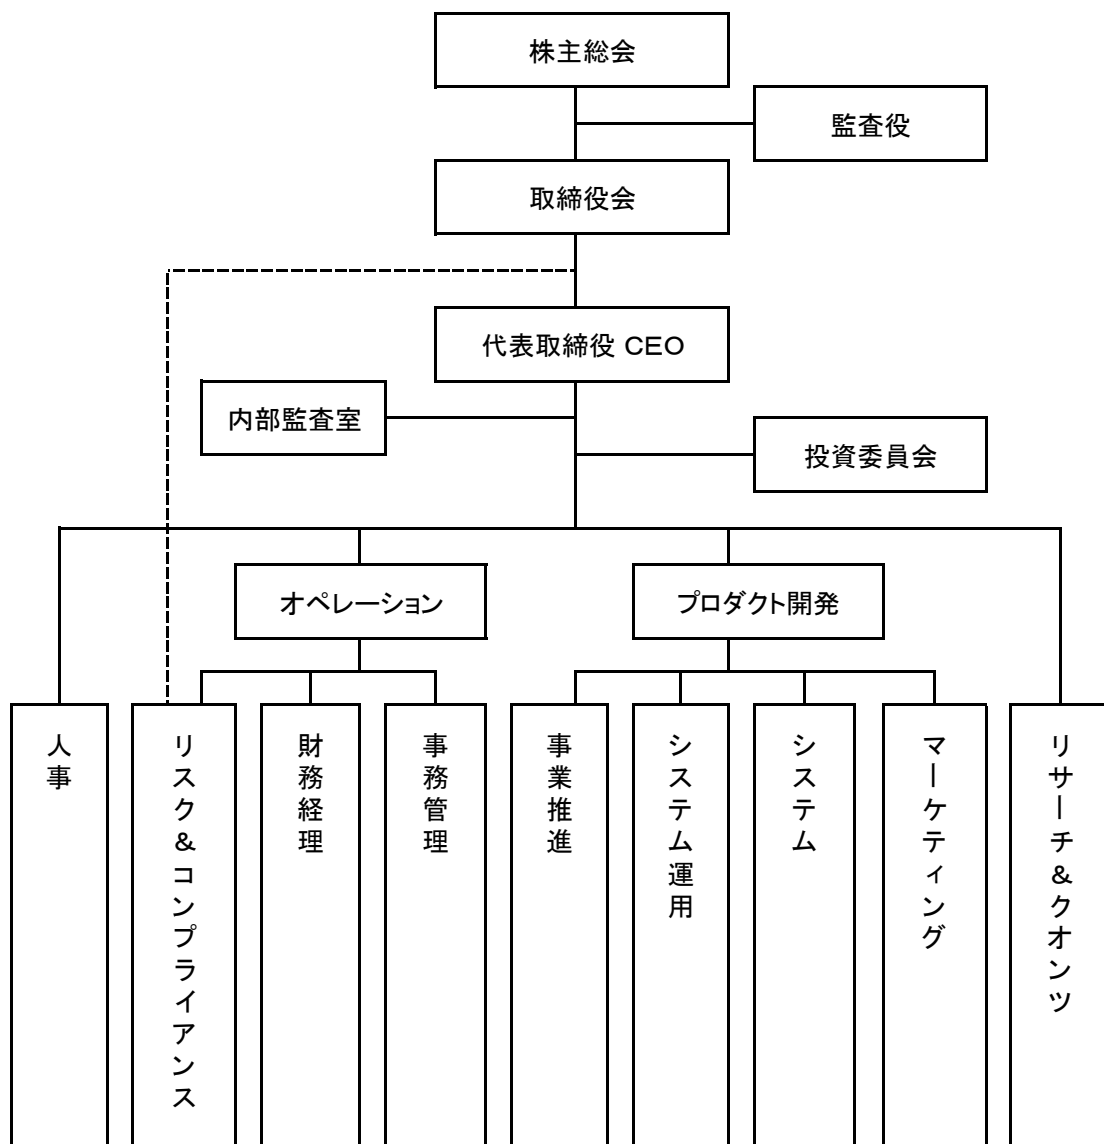 株主総会
監査役
取締役会
代表取締役 CEO
内部監査室
投資委員会
オペレーション
プロダクト開発
人事
リスク&コンプライアンス
財務経理
事務管理
事業推進
システム運用
システム
マーケティング
リサーチ&クオンツ